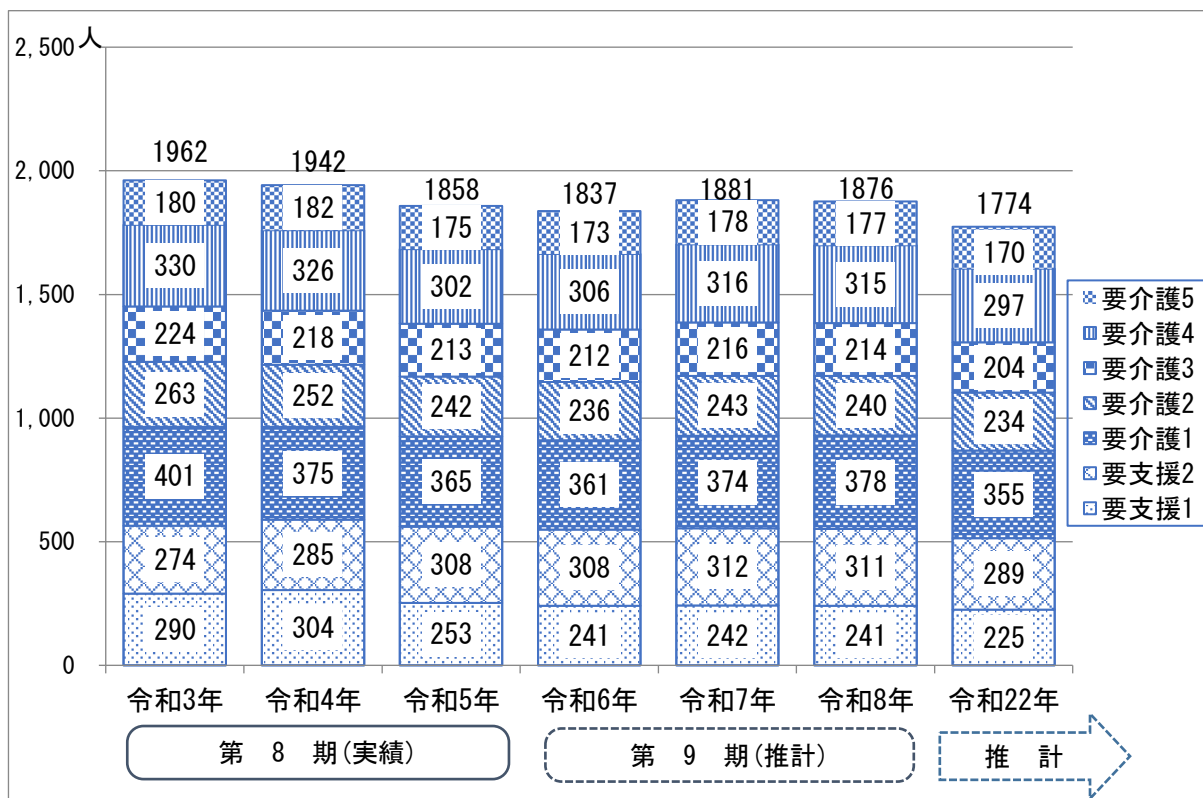 人
2,500
2,000
1,500
1,000
500
0
1962 1942 1858 1837 1881 1876 1774
180 182 175 173 178 177 170
330 326 302 306 316 315 297
224 218 213 212 216 214 204
263 252 242 236 243 240 234
401 375 365 361 374 378 355
274 285 308 308 312 311 289
290 304 253 241 242 241 225
令和3年 令和4年 令和5年 令和6年 令和7年 令和8年 令和22年
第 8 期(実績) 第 9 期(推計) 推 計
要介護5
要介護4
要介護3
要介護2
要介護1
要支援2
要支援1